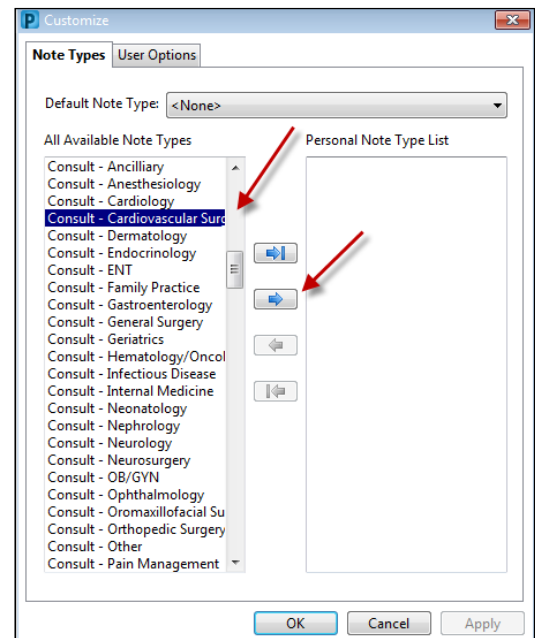 Customize
Note Types User Options
Default Note Type: <None>
All Available Note Types Personal Note Type List
Consult - Ancilliary
Consult - Anesthesiology
Consult - Cardiology
Consult - Cardiovascular Surg
Consult - Dermatology
Consult - Endocrinology
Consult - ENT
Consult - Family Practice
Consult - Gastroenterology
Consult - General Surgery
Consult - Geriatrics
Consult - Hematology/Oncol
Consult - Infectious Disease
Consult - Internal Medicine
Consult - Neonatology
Consult - Nephrology
Consult - Neurology
Consult - Neurosurgery
Consult - OB/GYN
Consult - Ophthalmology
Consult - Oromaxillofacial Su
Consult - Orthopedic Surgery
Consult - Other
Consult - Pain Management
OK Cancel Apply